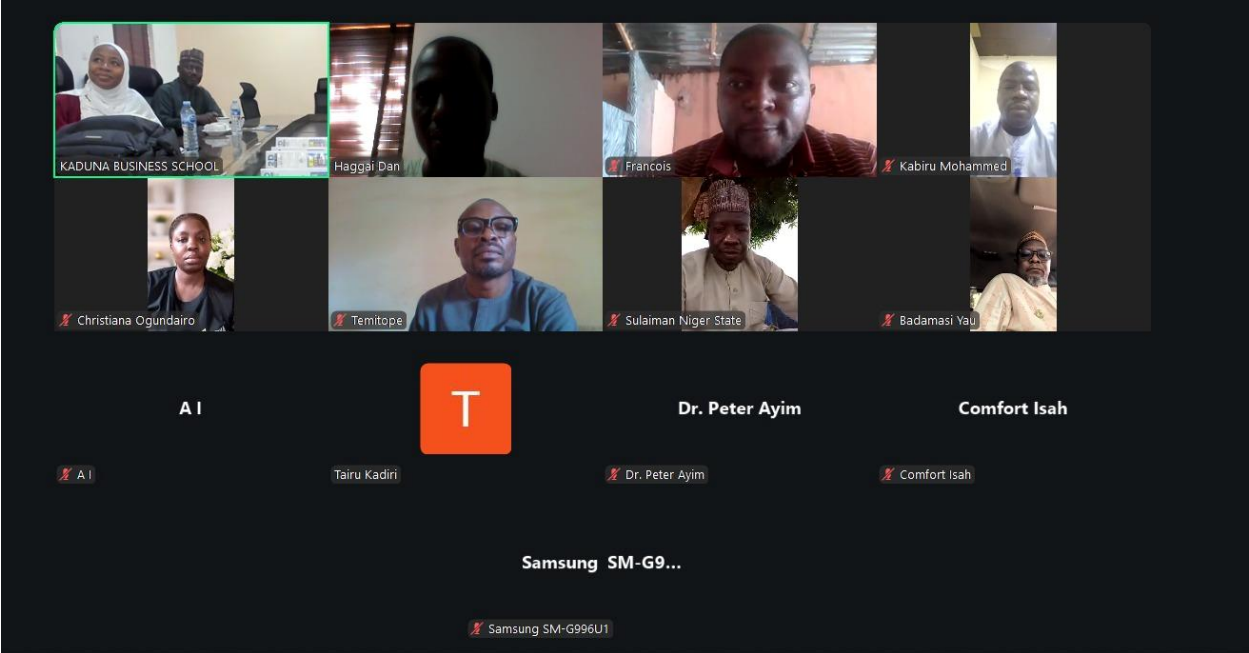 KADUNA BUSINESS SCHOOL
Haggai Dan
Francois
Kabiru Mohammed
Christiana Ogundairo
Temitope
Sulaiman Niger State
Badamasi Yau
A I
T
Dr. Peter Ayim
Comfort Isah
A I
Tairu Kadiri
Dr. Peter Ayim
Comfort Isah
Samsung SM-G9...
Samsung SM-G996U1